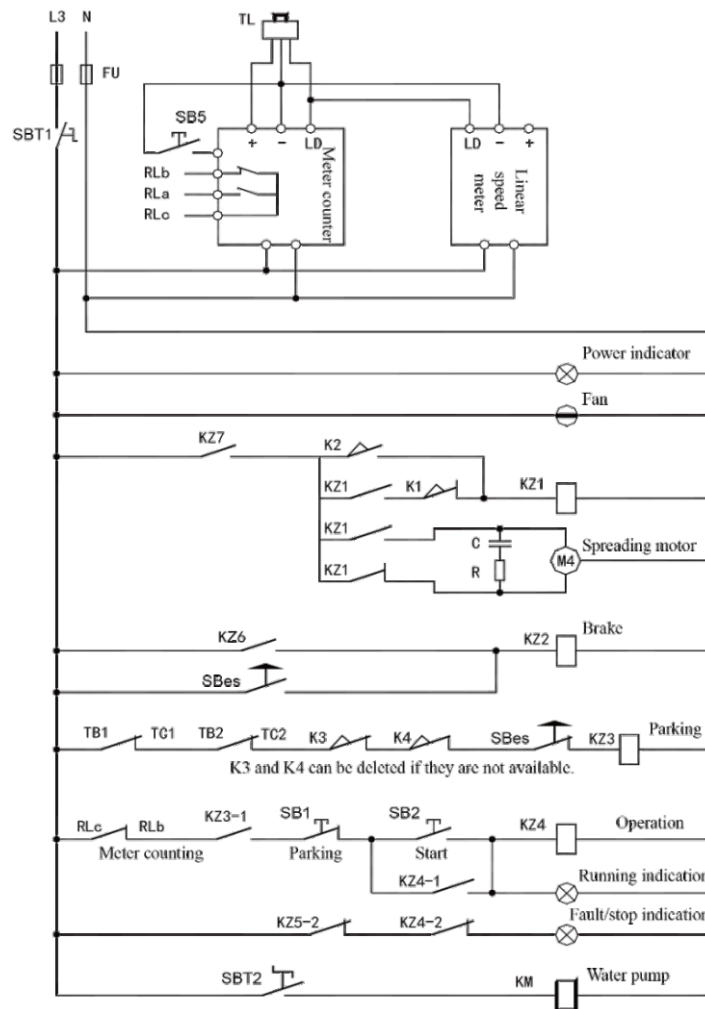 L3 N TL
FU
SB5
SBT1
+ - LD LD - +
RLb
RLa
RLc
Meter counter
Linear speed meter
Power indicator
Fan
KZ7 K2
KZ1 K1 KZ1
KZ1 C Spreading motor
M4
KZ1 R
KZ6 KZ2 Brake
SBes
TB1 TC1 TB2 TC2 K3 K4 SBes KZ3 Parking
K3 and K4 can be deleted if they are not available.
RLc RLb KZ3-1 SB1 SB2 KZ4 Operation
Meter counting Parking Start
KZ4-1 Running indication
KZ5-2 KZ4-2 Fault/stop indication
SBT2 KM Water pump